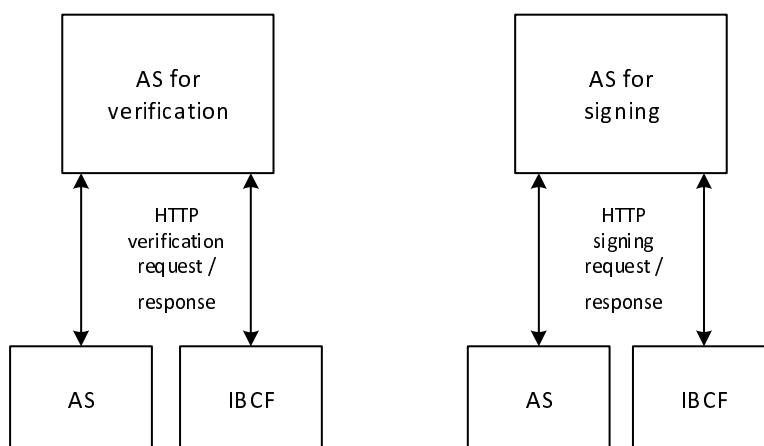 AS for
verification
AS for
signing
HTTP
verification
request /
response
HTTP
signing
request /
response
AS
IBCF
AS
IBCF